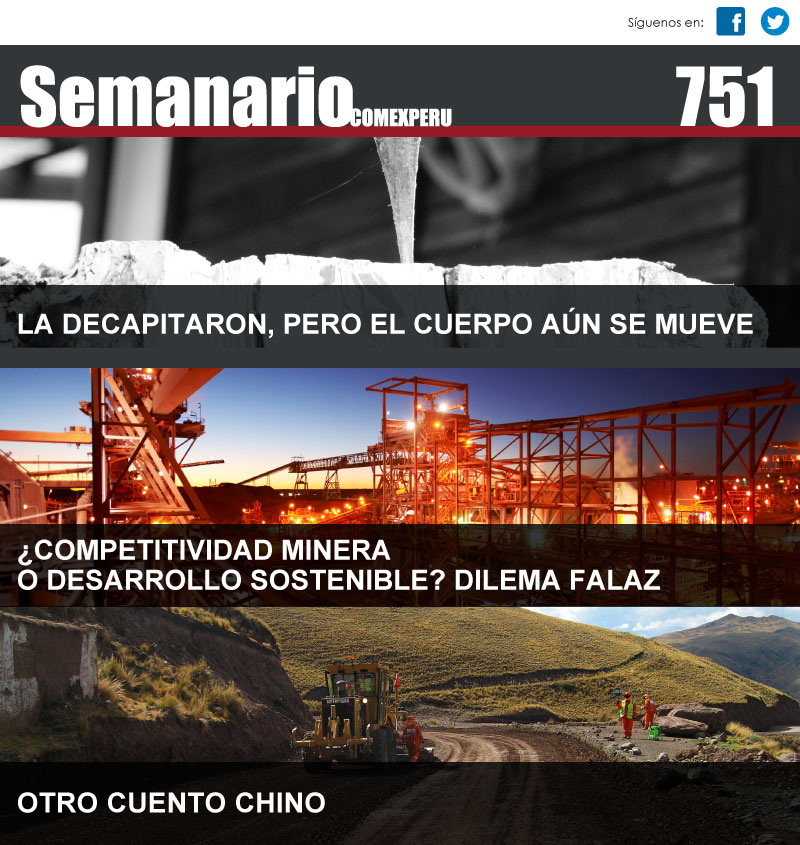 Síguenos en:
Semanario COMEXPERU 751
LA DECAPITARON, PERO EL CUERPO AÚN SE MUEVE
¿COMPETITIVIDAD MINERA
O DESARROLLO SOSTENIBLE? DILEMA FALAZ
OTRO CUENTO CHINO